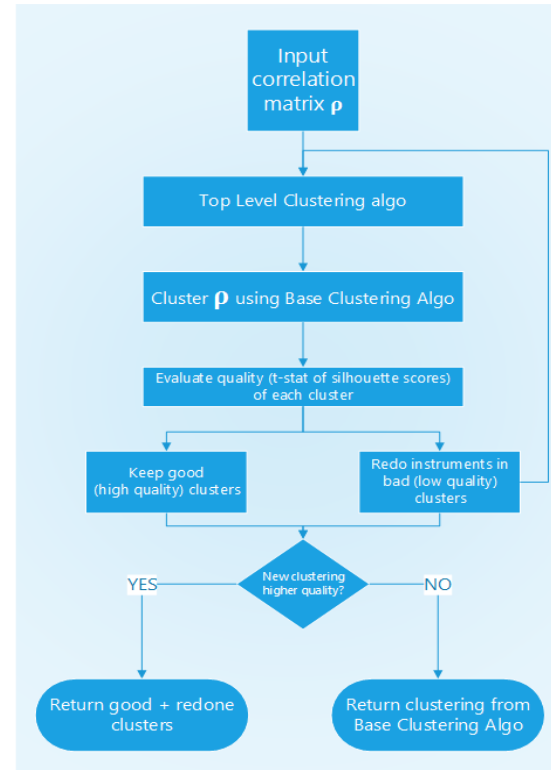 Input
correlation
matrix ρ
Top Level Clustering algo
Cluster ρ using Base Clustering Algo
Evaluate quality (t-stat of silhouette scores)
of each cluster
Keep good
(high quality) clusters
Redo instruments in
bad (low quality)
clusters
New clustering
higher quality?
YES
NO
Return good + redone
clusters
Return clustering from
Base Clustering Algo